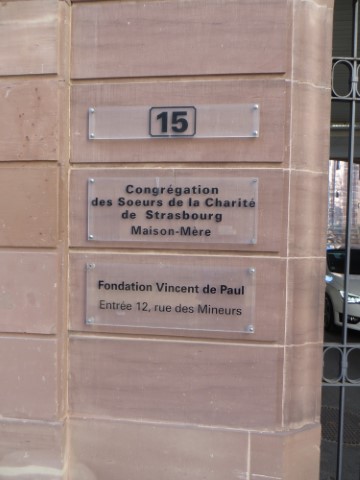 15
Congrégation
des Soeurs de la Charité
de Strasbourg
Maison-Mère
Fondation Vincent de Paul
Entrée 12, rue des Mineurs